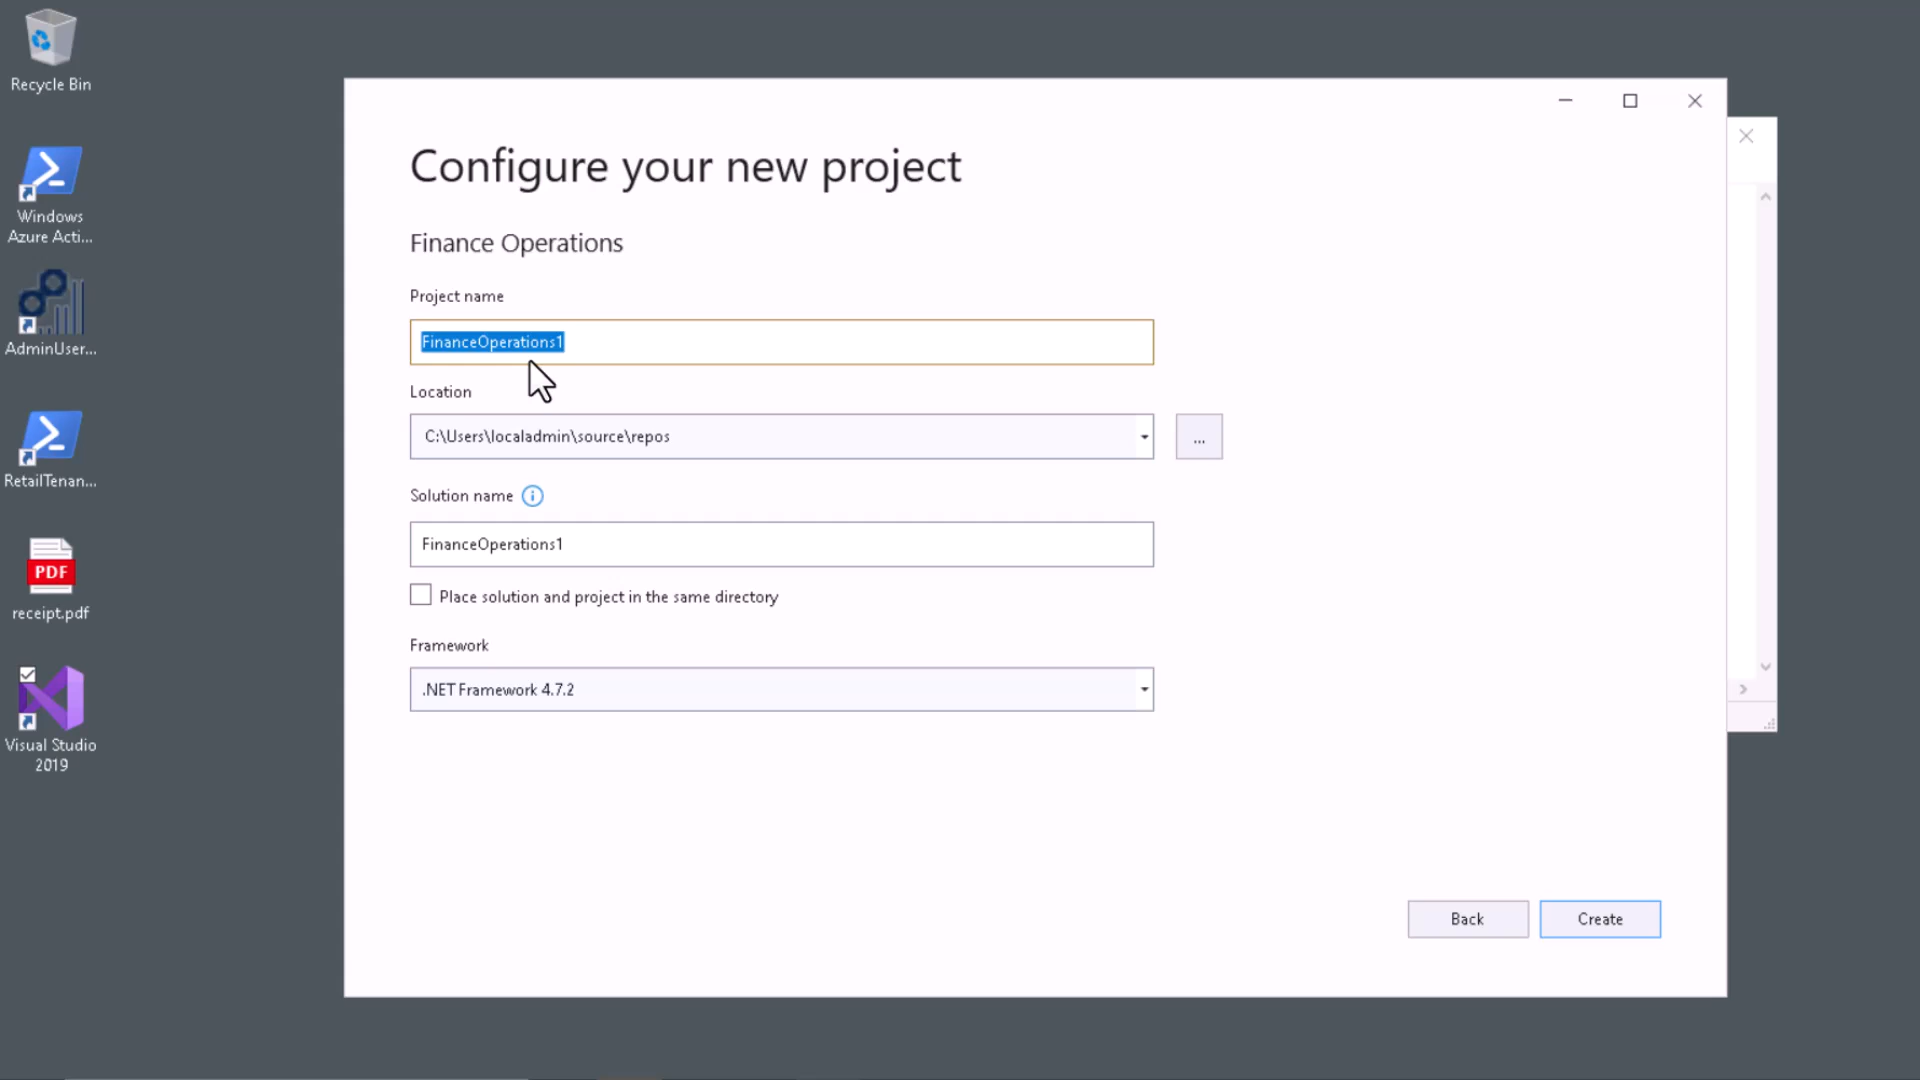 Recycle Bin
Windows
Azure Acti...
AdminUser...
RetailTenan...
PDF
receipt.pdf
Visual Studio
2019
Configure your new project
Finance Operations
Project name
FinanceOperations1
Location
C:\Users\localadmin\source\repos
...
Solution name
FinanceOperations1
Place solution and project in the same directory
Framework
.NET Framework 4.7.2
Back
Create